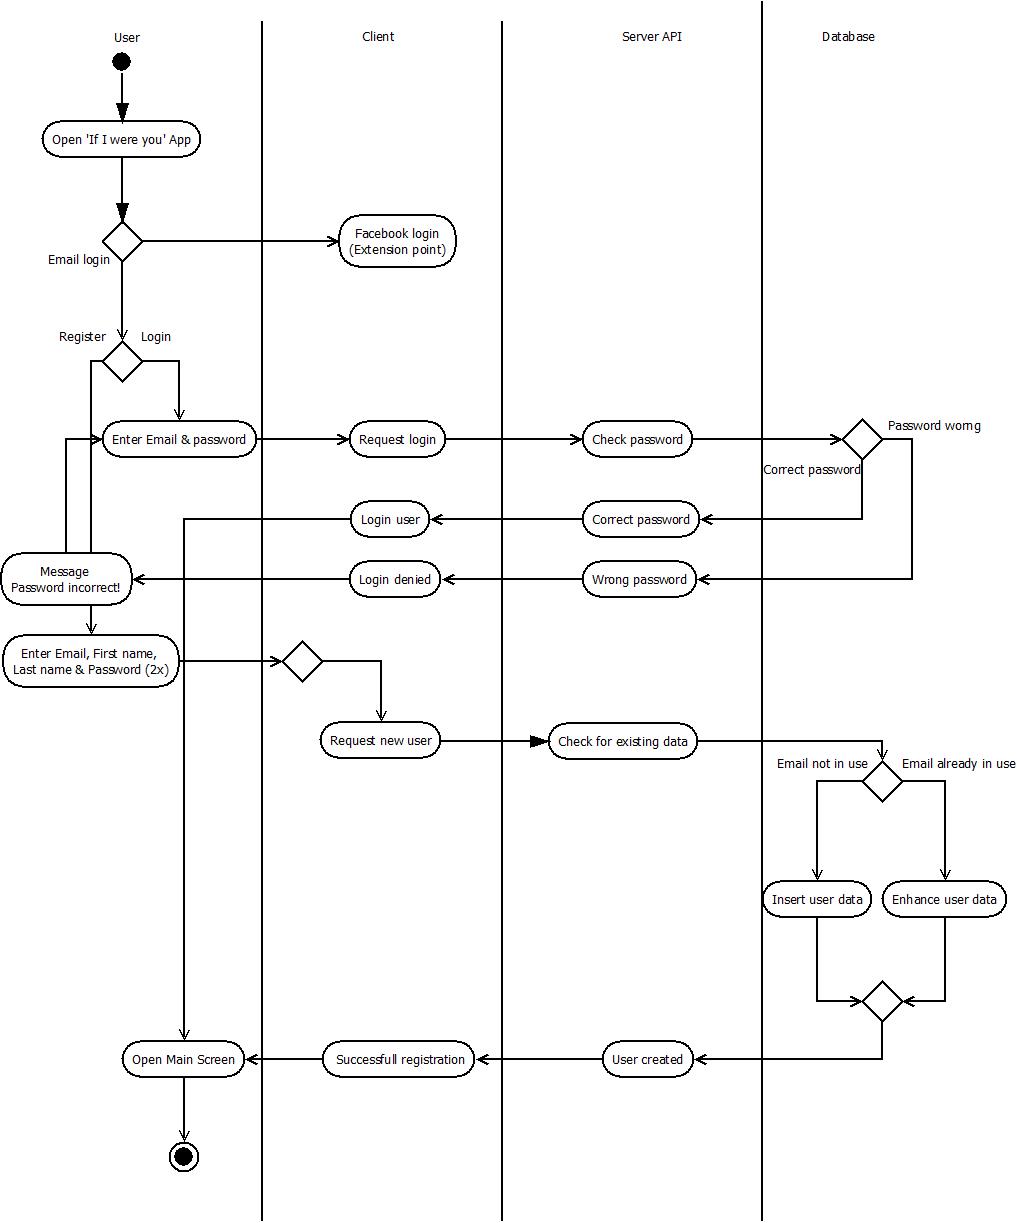 User
Client
Server API
Database
Open 'If I were you' App
Facebook login
(Extension point)
Email login
Register
Login
Enter Email & password
Request login
Check password
Password worng
Correct password
Login user
Correct password
Message
Password incorrect!
Login denied
Wrong password
Enter Email, First name,
Last name & Password (2x)
Request new user
Check for existing data
Email not in use
Email already in use
Insert user data
Enhance user data
Open Main Screen
Successfull registration
User created